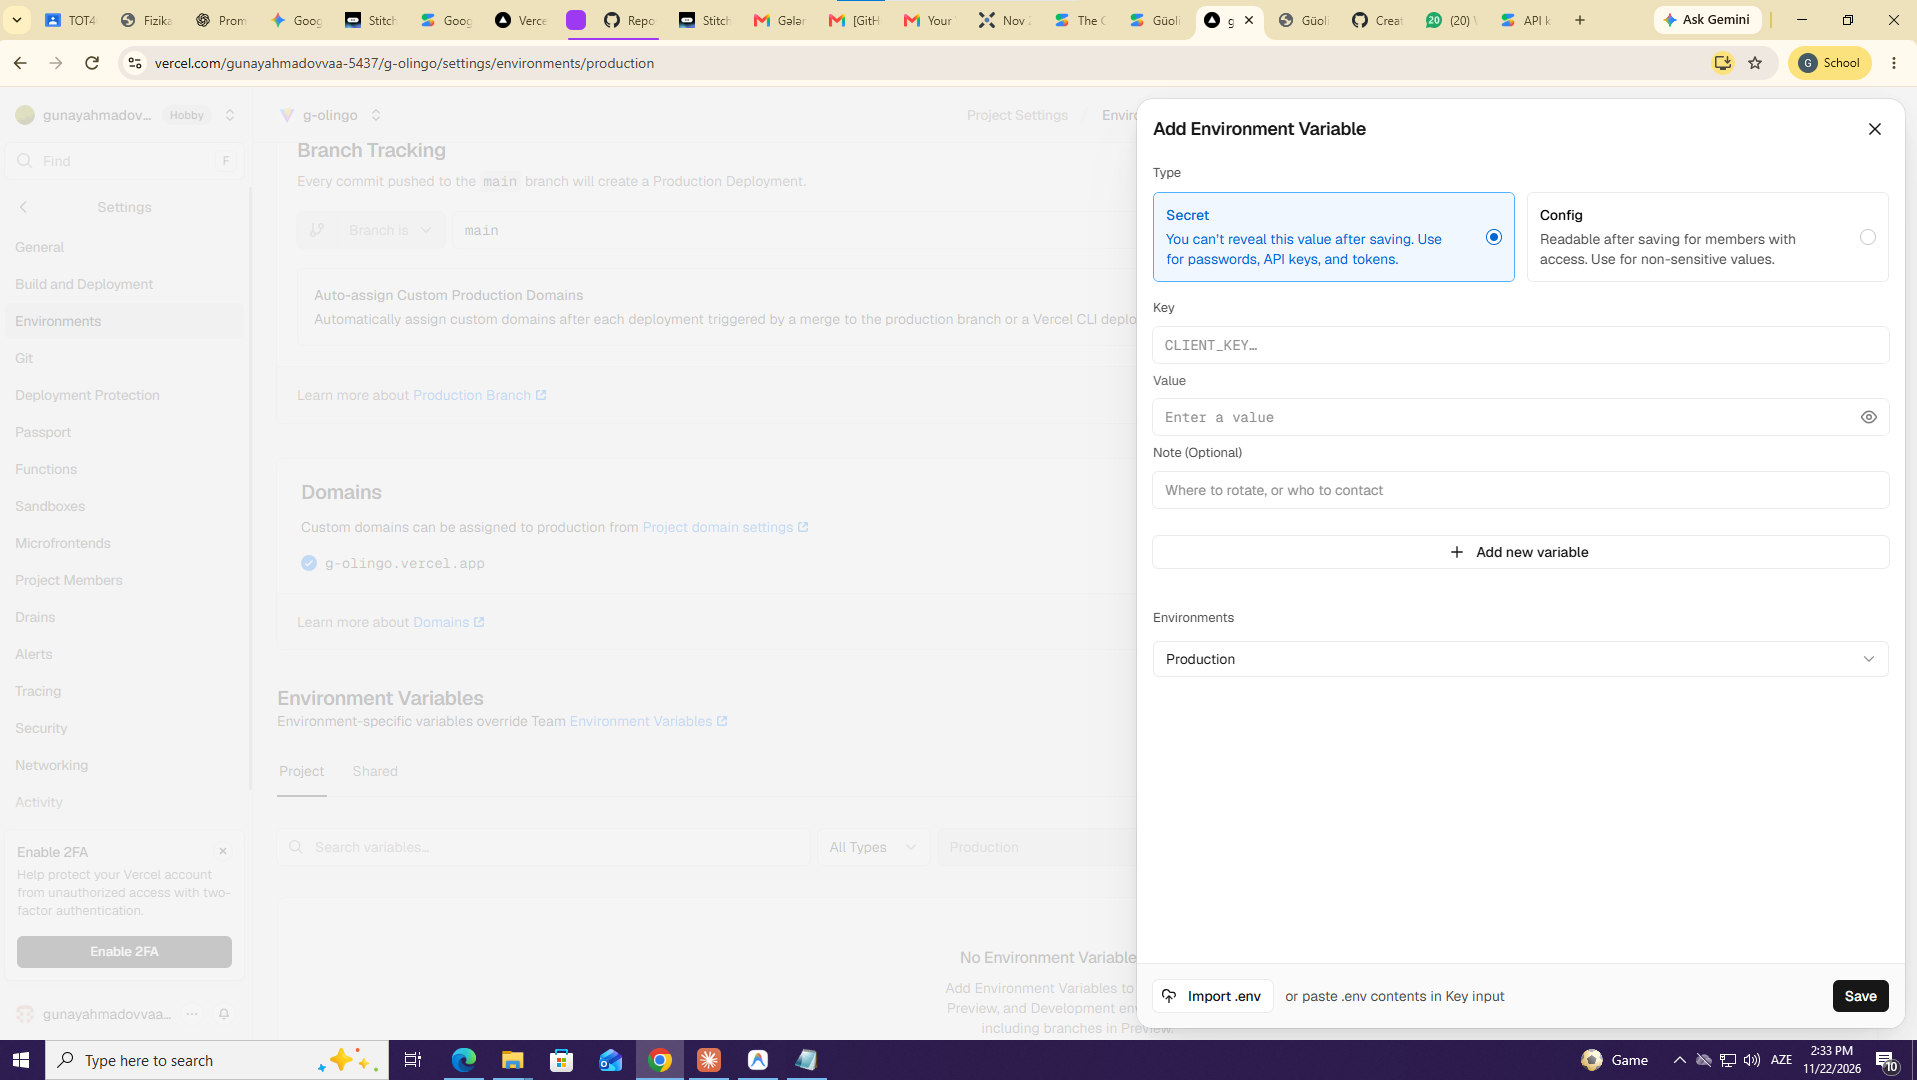 TOT4
Fizika
Prom
Goog
Stitch
Goog
Verce
Repo
Stitch
Gələr
[GitH
Your
Nov
The C
Güoli
g
Güoli
Creat
(20)
API k
Ask Gemini
vercel.com/gunayahmadovvaa-5437/g-olingo/settings/environments/production
G School
gunayahmadov... Hobby
g-olingo
Project Settings
Enviro
Find F
Settings
General
Build and Deployment
Environments
Git
Deployment Protection
Passport
Functions
Sandboxes
Microfrontends
Project Members
Drains
Alerts
Tracing
Security
Networking
Activity
Enable 2FA
Help protect your Vercel account
from unauthorized access with two-
factor authentication.
Enable 2FA
gunayahmadovvaa...
Branch Tracking
Every commit pushed to the main branch will create a Production Deployment.
Branch is main
Auto-assign Custom Production Domains
Automatically assign custom domains after each deployment triggered by a merge to the production branch or a Vercel CLI deplo
Learn more about Production Branch
Domains
Custom domains can be assigned to production from Project domain settings
g-olingo.vercel.app
Learn more about Domains
Environment Variables
Environment-specific variables override Team Environment Variables
Project Shared
Search variables...
All Types
Production
No Environment Variable
Add Environment Variables to
Preview, and Development en
including branches in Preview.
Add Environment Variable
Type
Secret
You can't reveal this value after saving. Use
for passwords, API keys, and tokens.
Config
Readable after saving for members with
access. Use for non-sensitive values.
Key
CLIENT_KEY…
Value
Enter a value
Note (Optional)
Where to rotate, or who to contact
Add new variable
Environments
Production
Import .env or paste .env contents in Key input
Save
Type here to search
Game
AZE
2:33 PM
11/22/2026
10